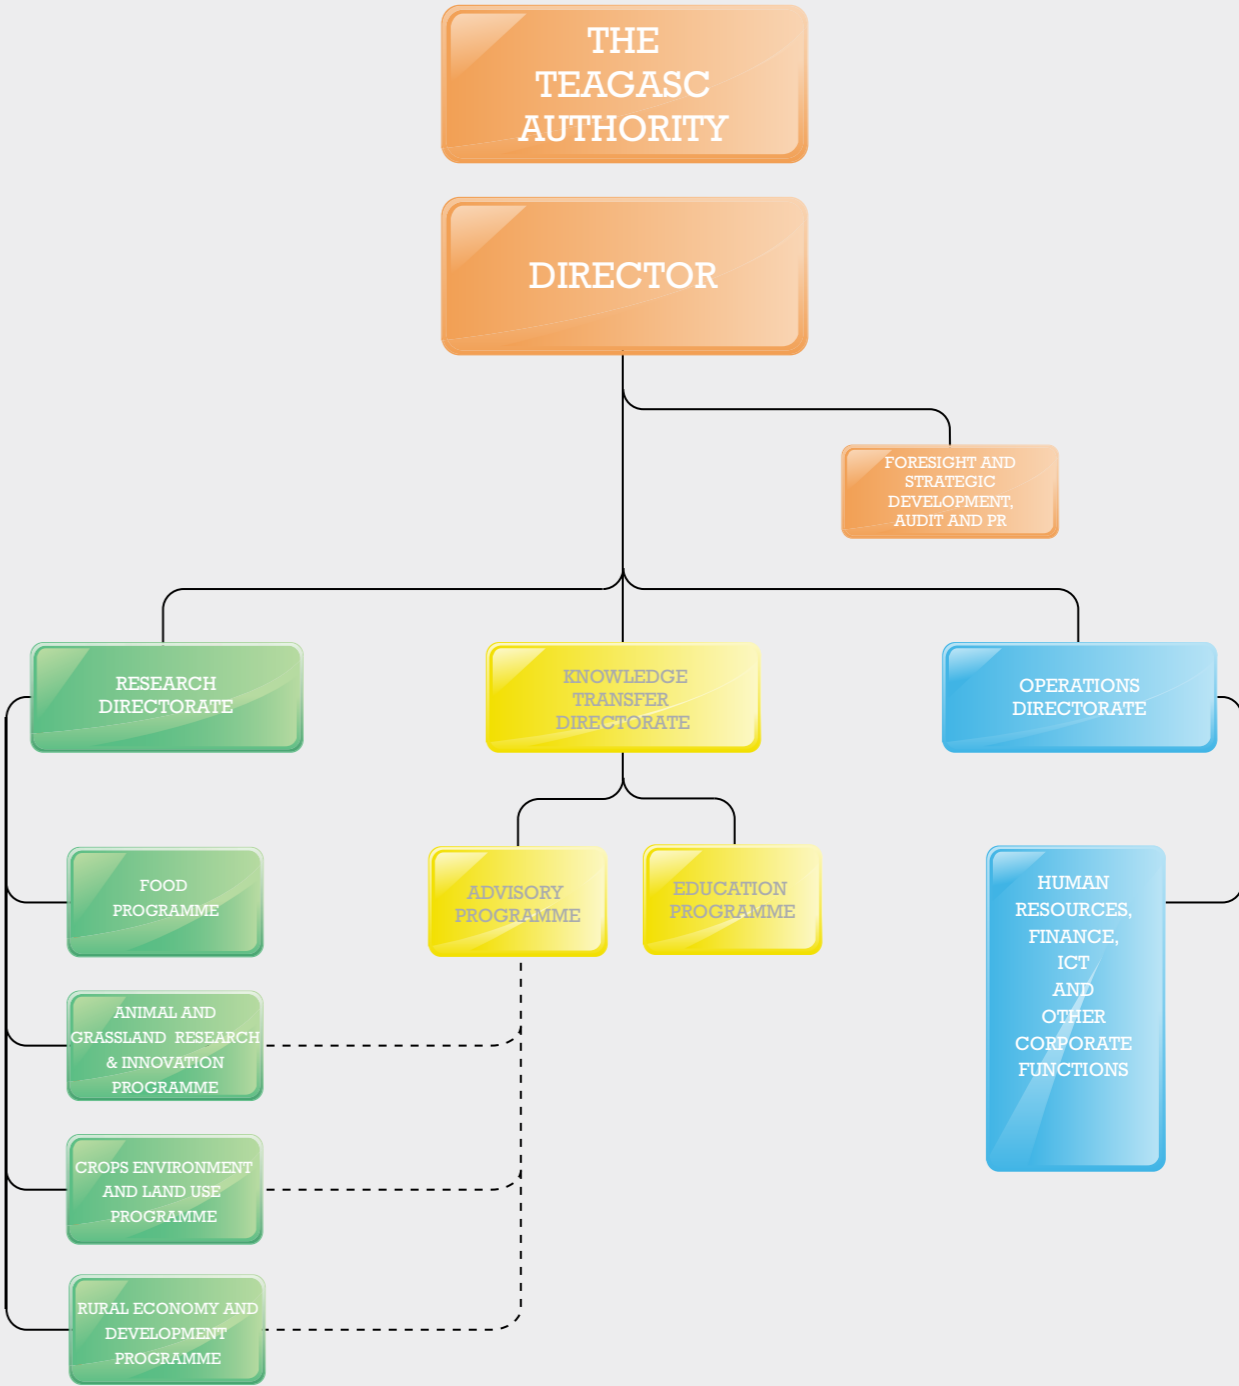 THE
TEAGASC
AUTHORITY
DIRECTOR
FORESIGHT AND
STRATEGIC
DEVELOPMENT,
AUDIT AND PR
RESEARCH
DIRECTORATE
KNOWLEDGE
TRANSFER
DIRECTORATE
OPERATIONS
DIRECTORATE
FOOD
PROGRAMME
ADVISORY
PROGRAMME
EDUCATION
PROGRAMME
HUMAN
RESOURCES,
FINANCE,
ICT
AND
OTHER
CORPORATE
FUNCTIONS
ANIMAL AND
GRASSLAND RESEARCH
& INNOVATION
PROGRAMME
CROPS ENVIRONMENT
AND LAND USE
PROGRAMME
RURAL ECONOMY AND
DEVELOPMENT
PROGRAMME